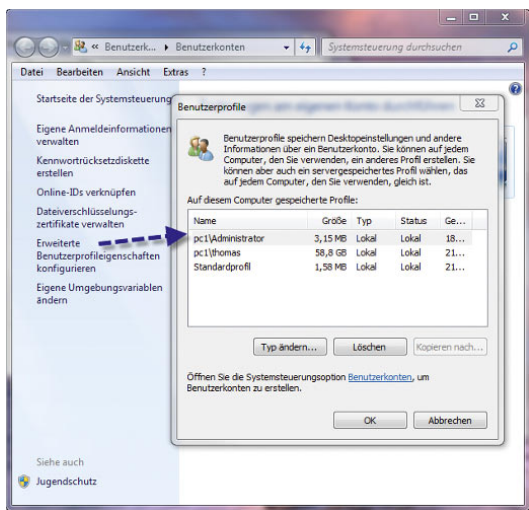 « Benutzerk... ▸ Benutzerkonten
Systemsteuerung durchsuchen
Datei Bearbeiten Ansicht Extras ?
Startseite der Systemsteuerung
Eigene Anmeldeinformationen
verwalten
Kennwortrücksetzdiskette
erstellen
Online-IDs verknüpfen
Dateiverschlüsselungs-
zertifikate verwalten
Erweiterte
Benutzerprofileigenschaften
konfigurieren
Eigene Umgebungsvariablen
ändern
Siehe auch
Jugendschutz
Benutzerprofile
Benutzerprofile speichern Desktopeinstellungen und andere
Informationen über ein Benutzerkonto. Sie können auf jedem
Computer, den Sie verwenden, ein anderes Profil erstellen. Sie
können aber auch ein servergespeichertes Profil wählen, das
auf jedem Computer, den Sie verwenden, gleich ist.
Auf diesem Computer gespeicherte Profile:
Name Größe Typ Status Ge...
pc1\Administrator 3,15 MB Lokal Lokal 18...
pc1\thomas 58,8 GB Lokal Lokal 21...
Standardprofil 1,58 MB Lokal Lokal 21...
Typ ändern... Löschen Kopieren nach...
Öffnen Sie die Systemsteuerungsoption Benutzerkonten, um
Benutzerkonten zu erstellen.
OK Abbrechen